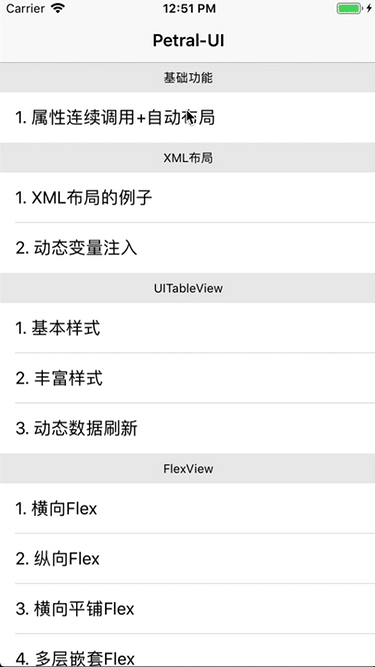 Carrier 12:51 PM
Petral-UI
基础功能
1. 属性连续调用+自动布局
XML布局
1. XML布局的例子
2. 动态变量注入
UITableView
1. 基本样式
2. 丰富样式
3. 动态数据刷新
FlexView
1. 横向Flex
2. 纵向Flex
3. 横向平铺Flex
4. 多层嵌套Flex